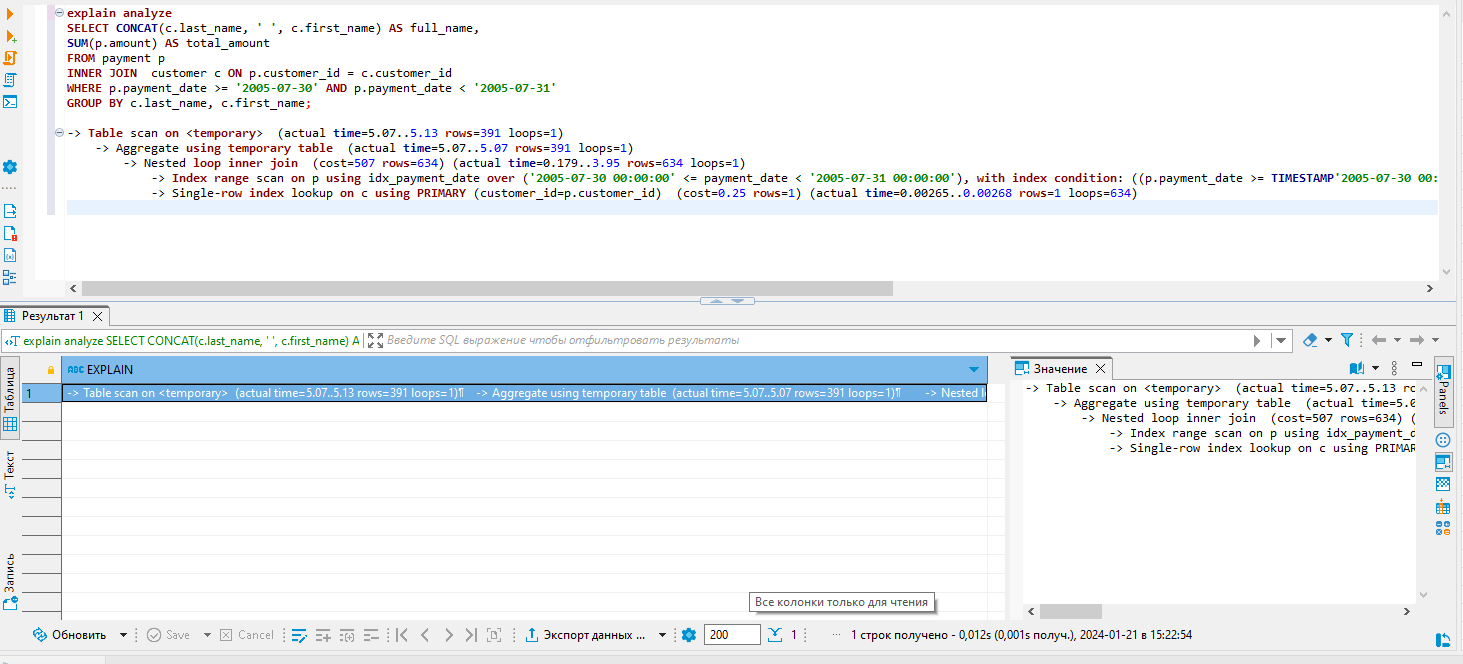 explain analyze
SELECT CONCAT(c.last_name, ' ', c.first_name) AS full_name,
SUM(p.amount) AS total_amount
FROM payment p
INNER JOIN  customer c ON p.customer_id = c.customer_id
WHERE p.payment_date >= '2005-07-30' AND p.payment_date < '2005-07-31'
GROUP BY c.last_name, c.first_name;
-> Table scan on <temporary>  (actual time=5.07..5.13 rows=391 loops=1)
-> Aggregate using temporary table  (actual time=5.07..5.07 rows=391 loops=1)
-> Nested loop inner join  (cost=507 rows=634) (actual time=0.179..3.95 rows=634 loops=1)
-> Index range scan on p using idx_payment_date over ('2005-07-30 00:00:00' <= payment_date < '2005-07-31 00:00:00'), with index condition: ((p.payment_date >= TIMESTAMP'2005-07-30 00:
-> Single-row index lookup on c using PRIMARY (customer_id=p.customer_id)  (cost=0.25 rows=1) (actual time=0.00265..0.00268 rows=1 loops=634)
Результат 1
explain analyze SELECT CONCAT(c.last_name, ' ', c.first_name) A
Введите SQL выражение чтобы отфильтровать результаты
Таблица
Текст
Запись
ABC EXPLAIN
1 -> Table scan on <temporary>  (actual time=5.07..5.13 rows=391 loops=1)¶    -> Aggregate using temporary table  (actual time=5.07..5.07 rows=391 loops=1)¶    -> Nested l
Значение
-> Table scan on <temporary>  (actual time=5.07..5.13 rc
-> Aggregate using temporary table  (actual time=5.0
-> Nested loop inner join  (cost=507 rows=634) (
-> Index range scan on p using idx_payment_d
-> Single-row index lookup on c using PRIMAR
Panels
Все колонки только для чтения
Обновить Save Cancel Экспорт данных ... 200 1 ... 1 строк получено - 0,012s (0,001s получ.), 2024-01-21 в 15:22:54